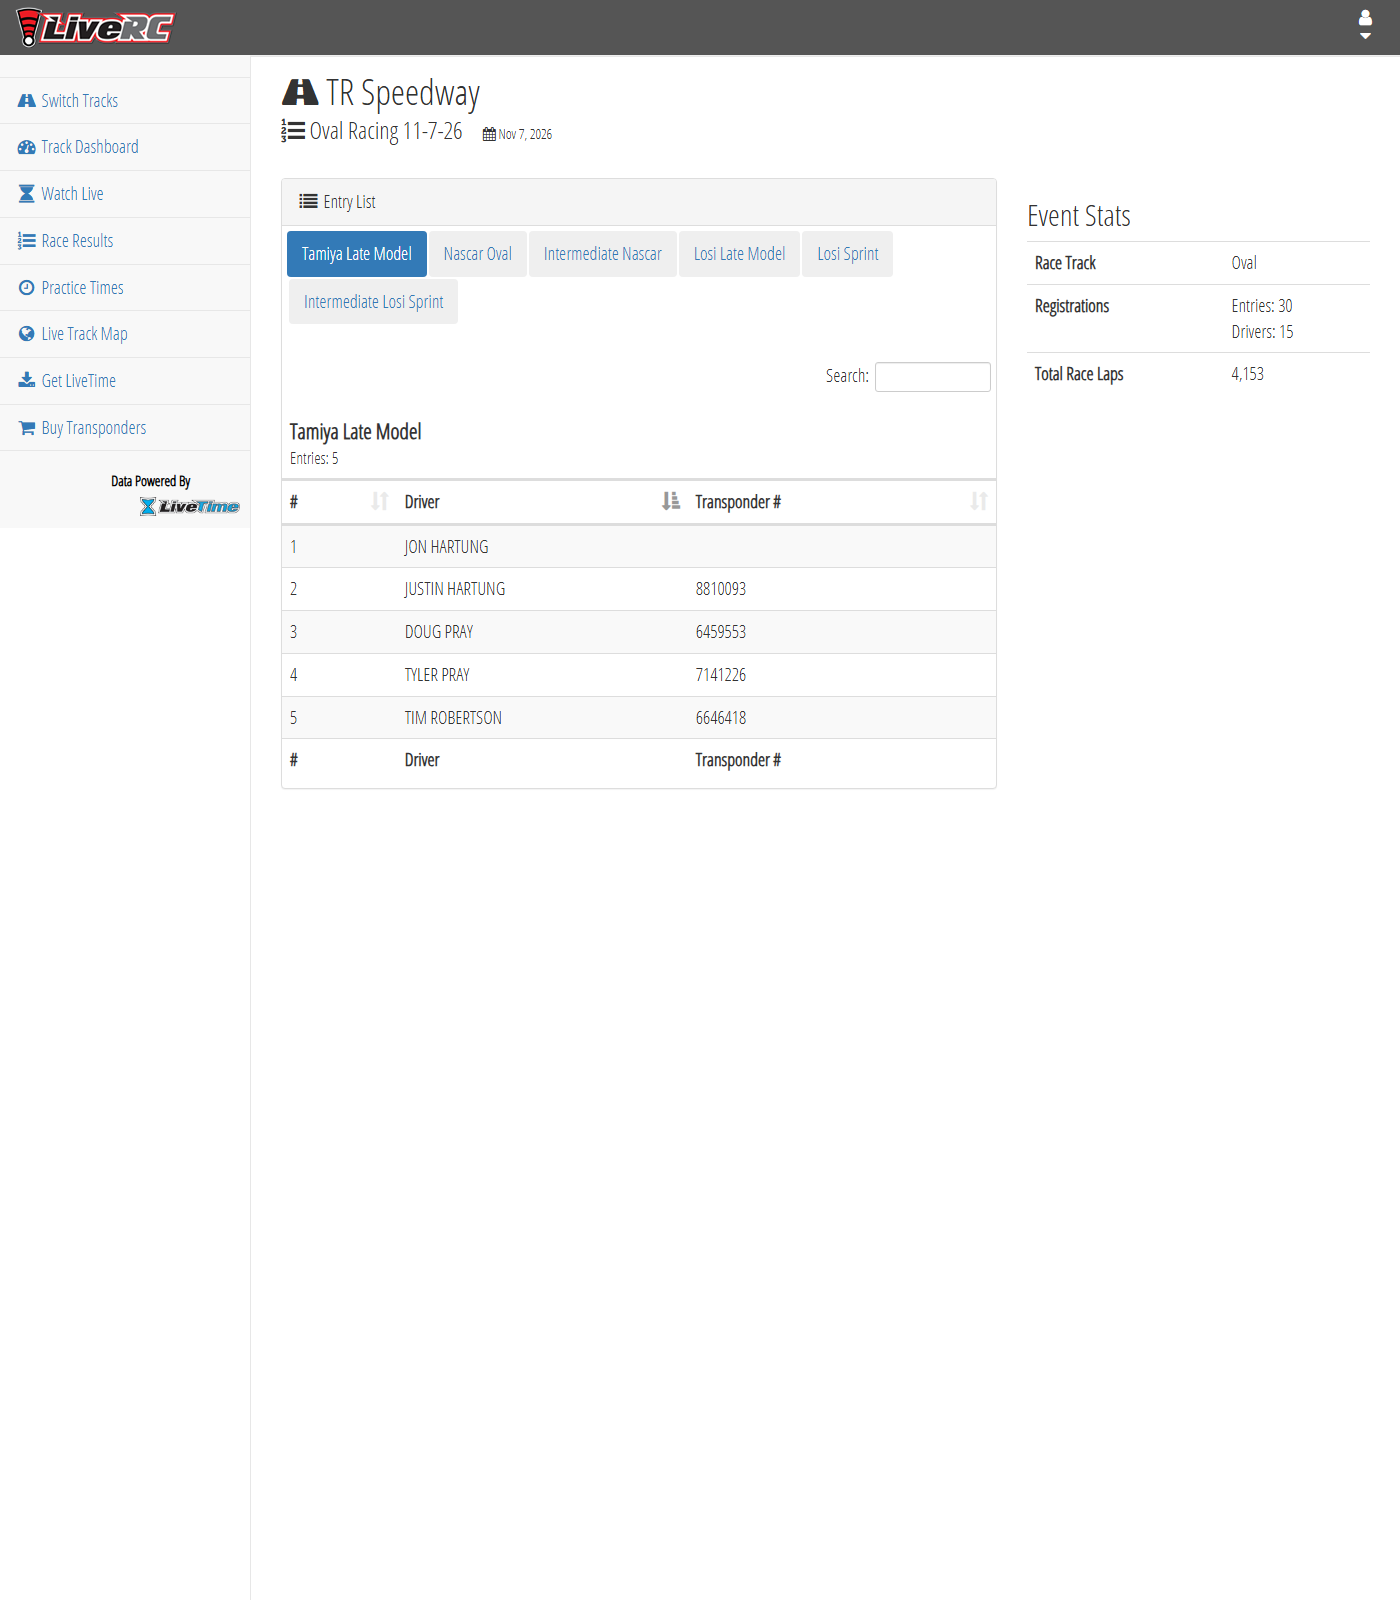 LiveRC
Switch Tracks
Track Dashboard
Watch Live
Race Results
Practice Times
Live Track Map
Get LiveTime
Buy Transponders
Data Powered By
LiveTime
TR Speedway
Oval Racing 11-7-26 Nov 7, 2026
Entry List
Tamiya Late Model Nascar Oval Intermediate Nascar Losi Late Model Losi Sprint
Intermediate Losi Sprint
Search:
Tamiya Late Model
Entries: 5
# Driver Transponder #
1 JON HARTUNG
2 JUSTIN HARTUNG 8810093
3 DOUG PRAY 6459553
4 TYLER PRAY 7141226
5 TIM ROBERTSON 6646418
# Driver Transponder #
Event Stats
Race Track Oval
Registrations Entries: 30
Drivers: 15
Total Race Laps 4,153